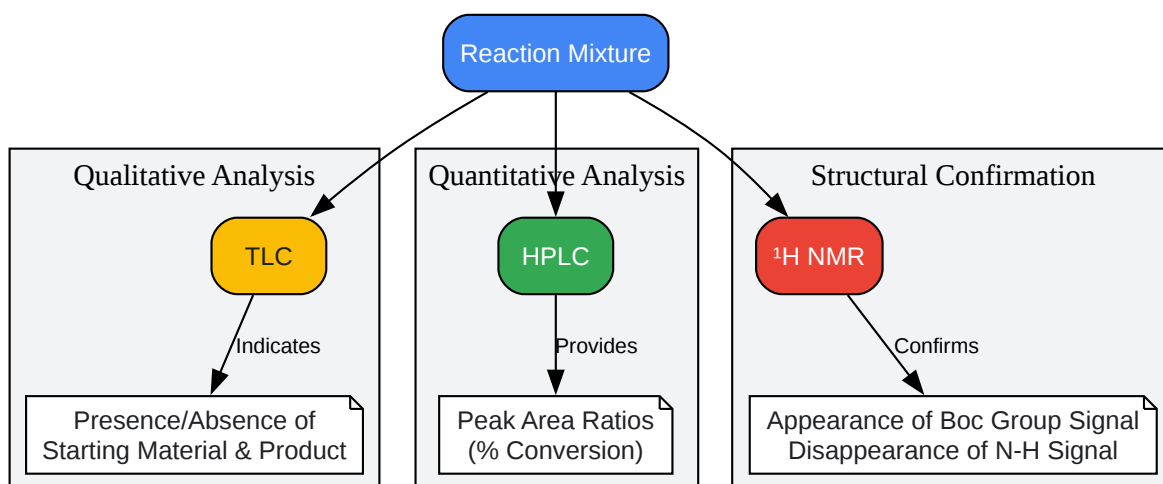 Reaction Mixture
Qualitative Analysis
Quantitative Analysis
Structural Confirmation
TLC
HPLC
¹H NMR
Indicates
Provides
Confirms
Presence/Absence of
Starting Material & Product
Peak Area Ratios
(% Conversion)
Appearance of Boc Group Signal
Disappearance of N-H Signal